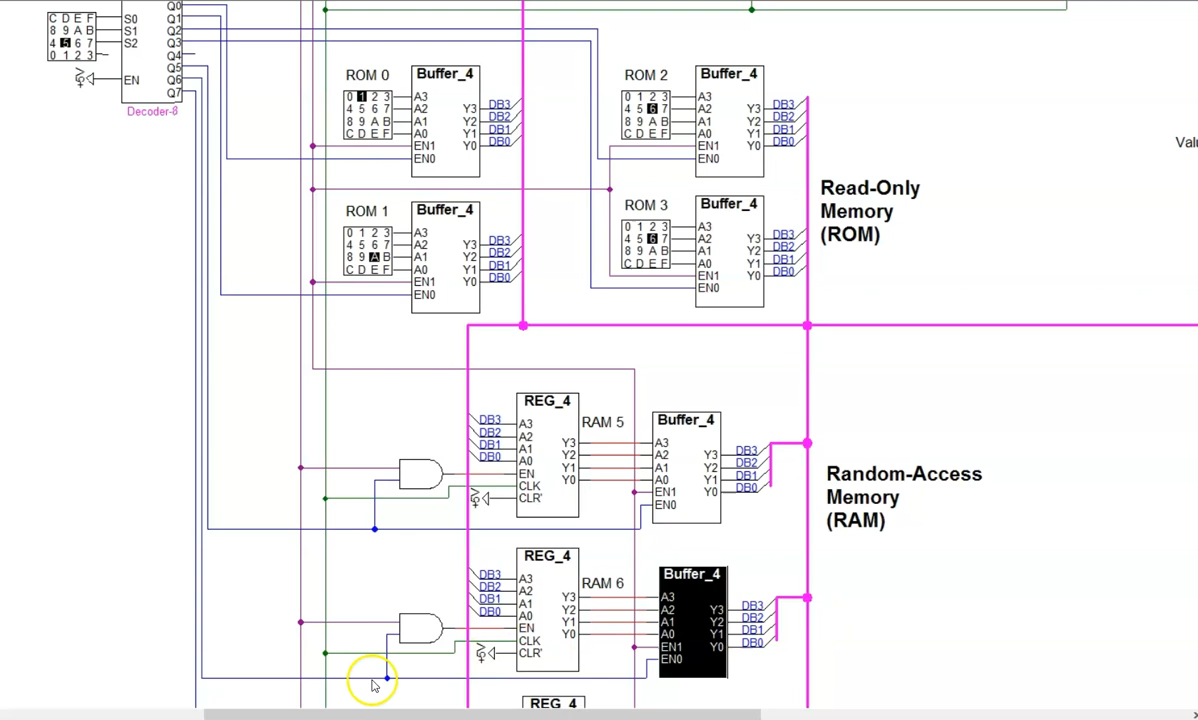 C D E F
8 9 A B
4 5 6 7
0 1 2 3
S0
S1
S2
EN
Q0
Q1
Q2
Q3
Q4
Q5
Q6
Q7
+5V
Decoder-8
ROM 0
0 1 2 3
4 5 6 7
8 9 A B
C D E F
Buffer_4
A3
A2
A1
A0
EN1
EN0
Y3
Y2
Y1
Y0
DB3
DB2
DB1
DB0
ROM 2
0 1 2 3
4 5 6 7
8 9 A B
C D E F
Buffer_4
A3
A2
A1
A0
EN1
EN0
Y3
Y2
Y1
Y0
DB3
DB2
DB1
DB0
Valu
Read-Only
Memory
(ROM)
ROM 1
0 1 2 3
4 5 6 7
8 9 A B
C D E F
Buffer_4
A3
A2
A1
A0
EN1
EN0
Y3
Y2
Y1
Y0
DB3
DB2
DB1
DB0
ROM 3
0 1 2 3
4 5 6 7
8 9 A B
C D E F
Buffer_4
A3
A2
A1
A0
EN1
EN0
Y3
Y2
Y1
Y0
DB3
DB2
DB1
DB0
DB3
DB2
DB1
DB0
REG_4
A3
A2
A1
A0
EN
CLK
CLR'
Y3
Y2
Y1
Y0
+5V
RAM 5
Buffer_4
A3
A2
A1
A0
EN1
EN0
Y3
Y2
Y1
Y0
DB3
DB2
DB1
DB0
Random-Access
Memory
(RAM)
DB3
DB2
DB1
DB0
REG_4
A3
A2
A1
A0
EN
CLK
CLR'
Y3
Y2
Y1
Y0
+5V
RAM 6
Buffer_4
A3
A2
A1
A0
EN1
EN0
Y3
Y2
Y1
Y0
DB3
DB2
DB1
DB0
REG_4